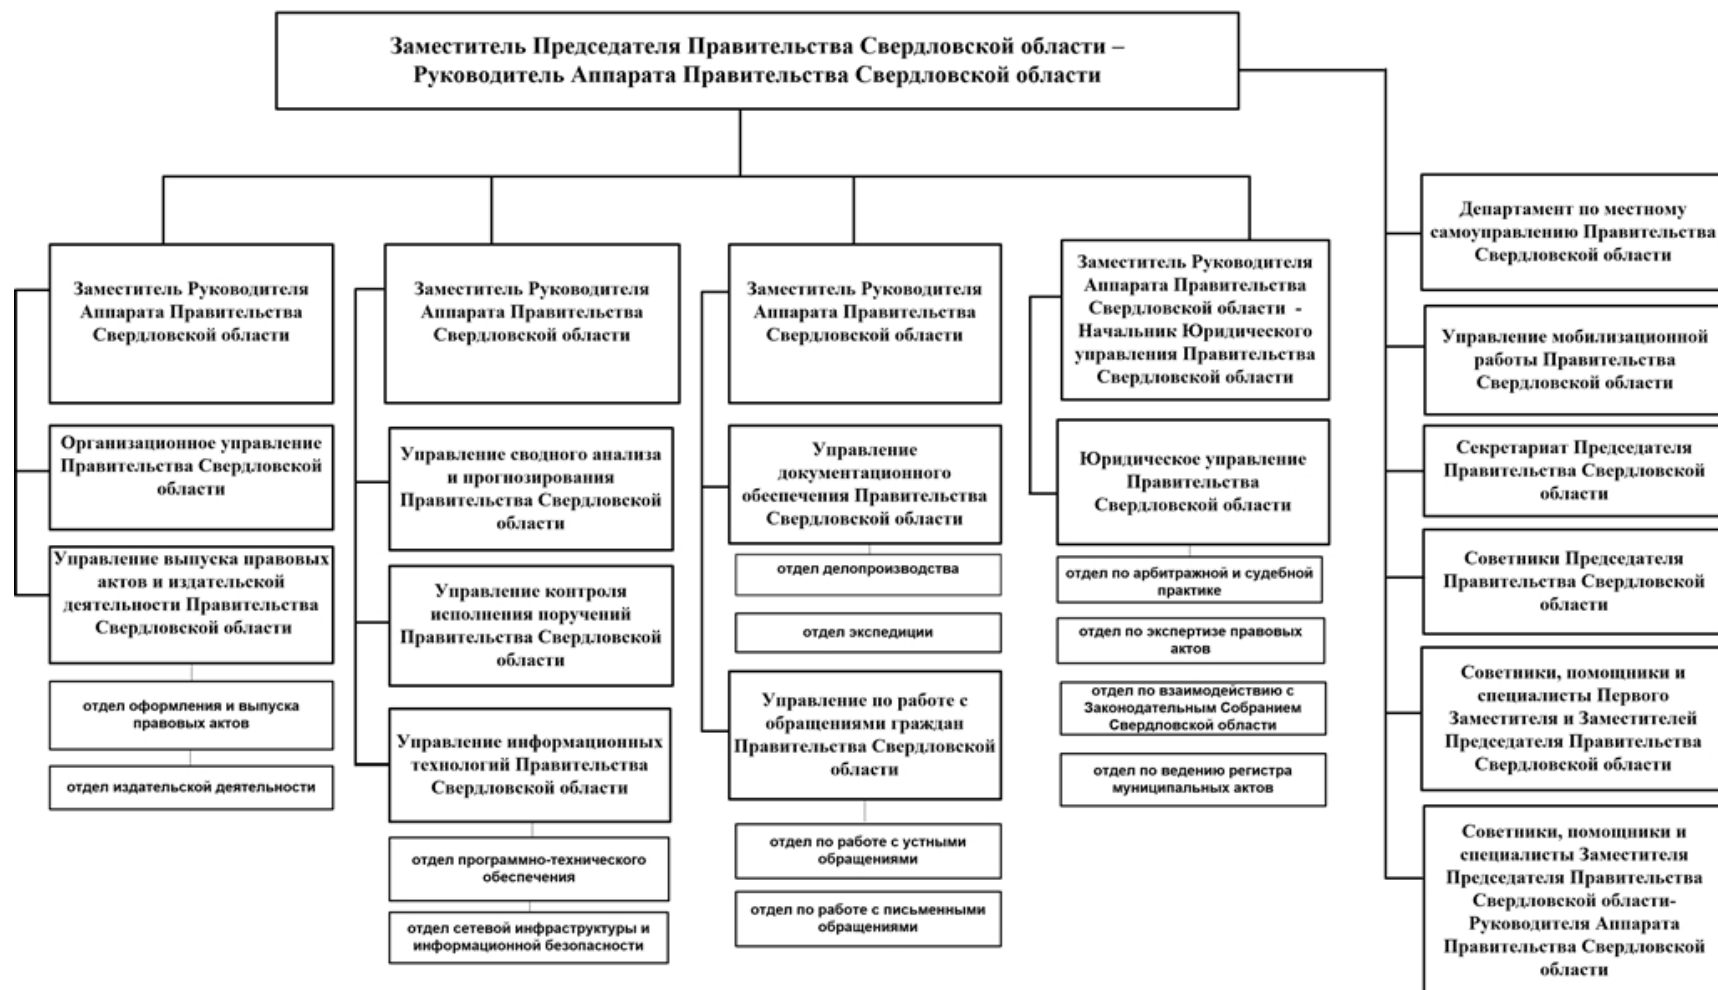 Заместитель Председателя Правительства Свердловской области –
Руководитель Аппарата Правительства Свердловской области
Заместитель Руководителя
Аппарата Правительства
Свердловской области
Организационное управление
Правительства Свердловской
области
Управление выпуска правовых
актов и издательской
деятельности Правительства
Свердловской области
отдел оформления и выпуска
правовых актов
отдел издательской деятельности
Заместитель Руководителя
Аппарата Правительства
Свердловской области
Управление сводного анализа
и прогнозирования
Правительства Свердловской
области
Управление контроля
исполнения поручений
Правительства Свердловской
области
Управление информационных
технологий Правительства
Свердловской области
отдел программно-технического
обеспечения
отдел сетевой инфраструктуры и
информационной безопасности
Заместитель Руководителя
Аппарата Правительства
Свердловской области
Управление
документационного
обеспечения Правительства
Свердловской области
отдел делопроизводства
отдел экспедиции
Управление по работе с
обращениями граждан
Правительства Свердловской
области
отдел по работе с устными
обращениями
отдел по работе с письменными
обращениями
Заместитель Руководителя
Аппарата Правительства
Свердловской области -
Начальник Юридического
управления Правительства
Свердловской области
Юридическое управление
Правительства
Свердловской области
отдел по арбитражной и судебной
практике
отдел по экспертизе правовых
актов
отдел по взаимодействию с
Законодательным Собранием
Свердловской области
отдел по ведению регистра
муниципальных актов
Департамент по местному
самоуправлению Правительства
Свердловской области
Управление мобилизационной
работы Правительства
Свердловской области
Секретариат Председателя
Правительства Свердловской
области
Советники Председателя
Правительства Свердловской
области
Советники, помощники и
специалисты Первого
Заместителя и Заместителей
Председателя Правительства
Свердловской области
Советники, помощники и
специалисты Заместителя
Председателя Правительства
Свердловской области-
Руководителя Аппарата
Правительства Свердловской
области